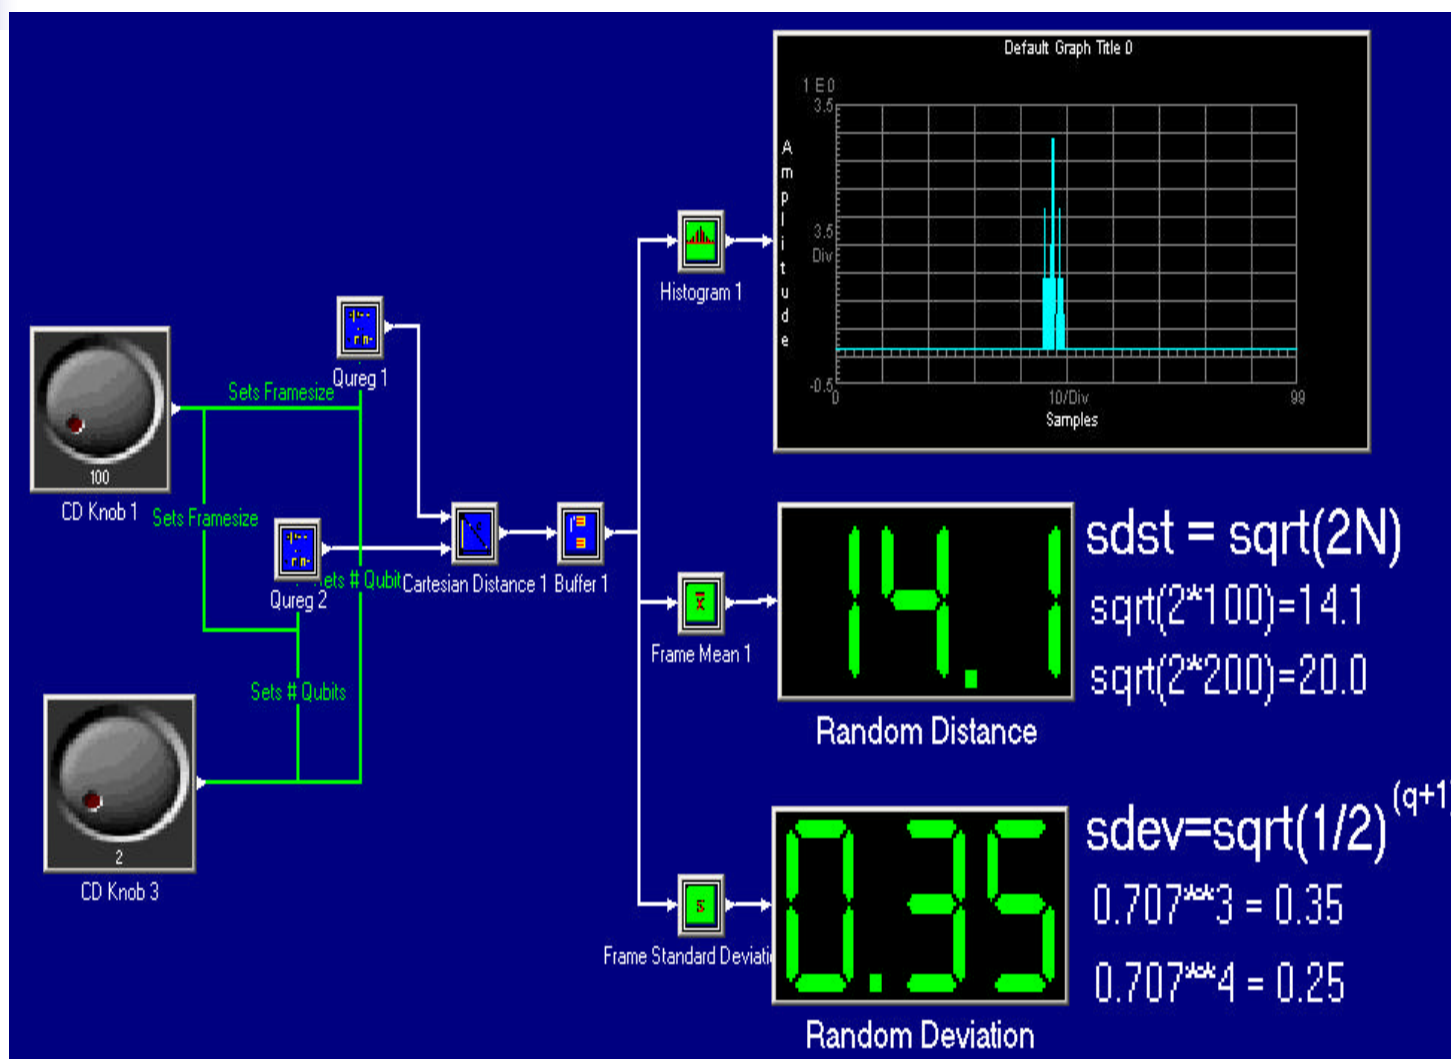 Default Graph Title 0
1 E0
3.5
Amplitude
3.5
Div
-0.5
0
10/Div
99
Samples
Histogram 1
Qureg 1
Sets Framesize
100
CD Knob 1
Sets Framesize
Qureg 2
ets # Qubit
Cartesian Distance 1
Buffer 1
x
Frame Mean 1
14.1
Random Distance
sdst = sqrt(2N)
sqrt(2*100)=14.1
sqrt(2*200)=20.0
Sets # Qubits
2
CD Knob 3
s
Frame Standard Deviati
0.35
Random Deviation
sdev=sqrt(1/2)^(q+1)
0.707**3 = 0.35
0.707**4 = 0.25